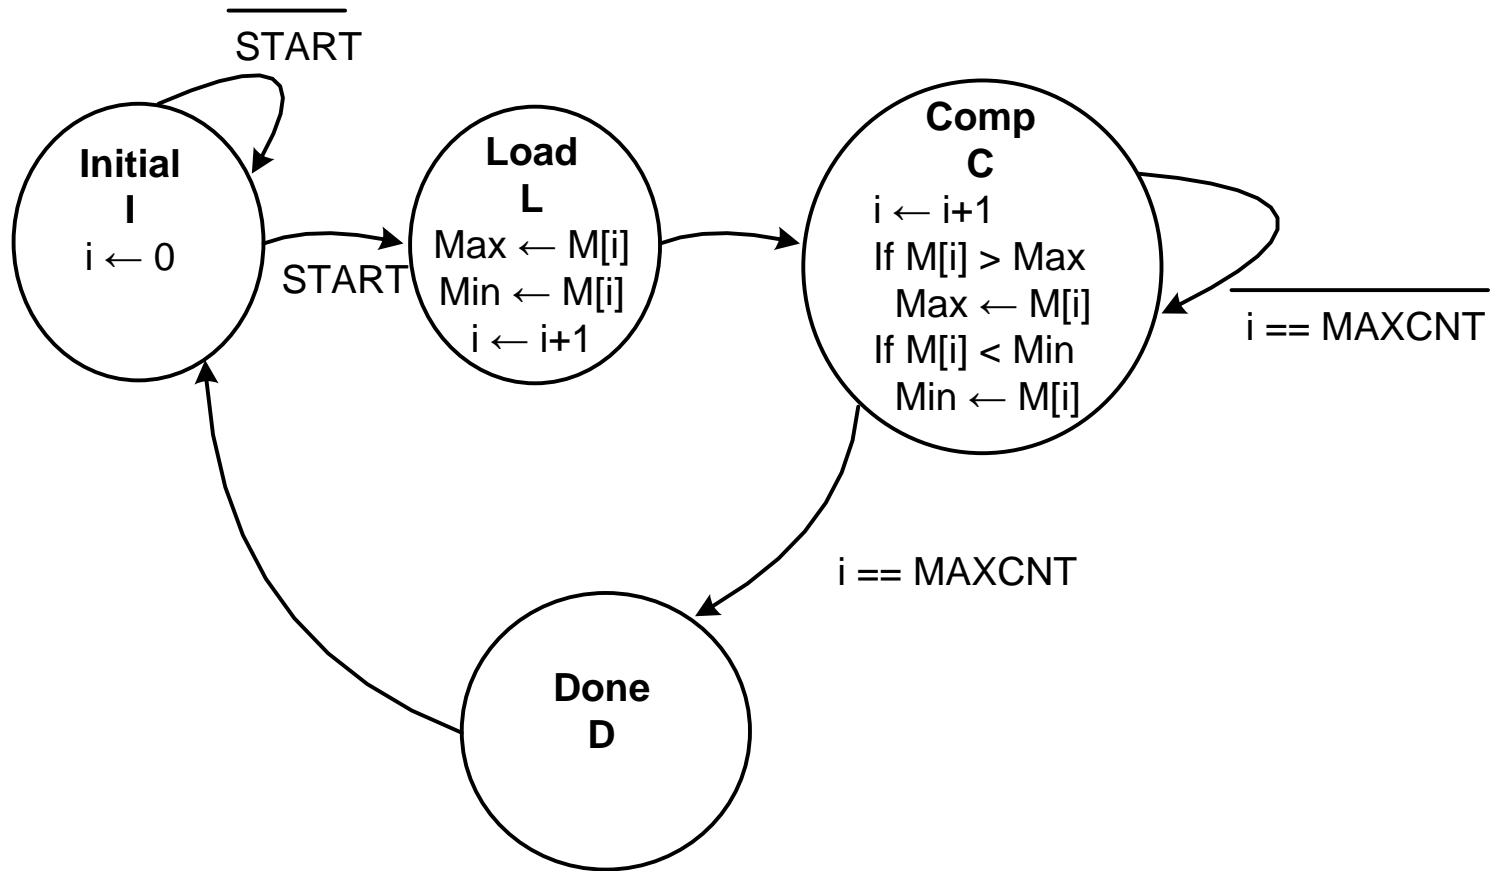 START
Initial
I
i ← 0
START
Load
L
Max ← M[i]
Min ← M[i]
i ← i+1
Comp
C
i ← i+1
If M[i] > Max
Max ← M[i]
If M[i] < Min
Min ← M[i]
i == MAXCNT
i == MAXCNT
Done
D